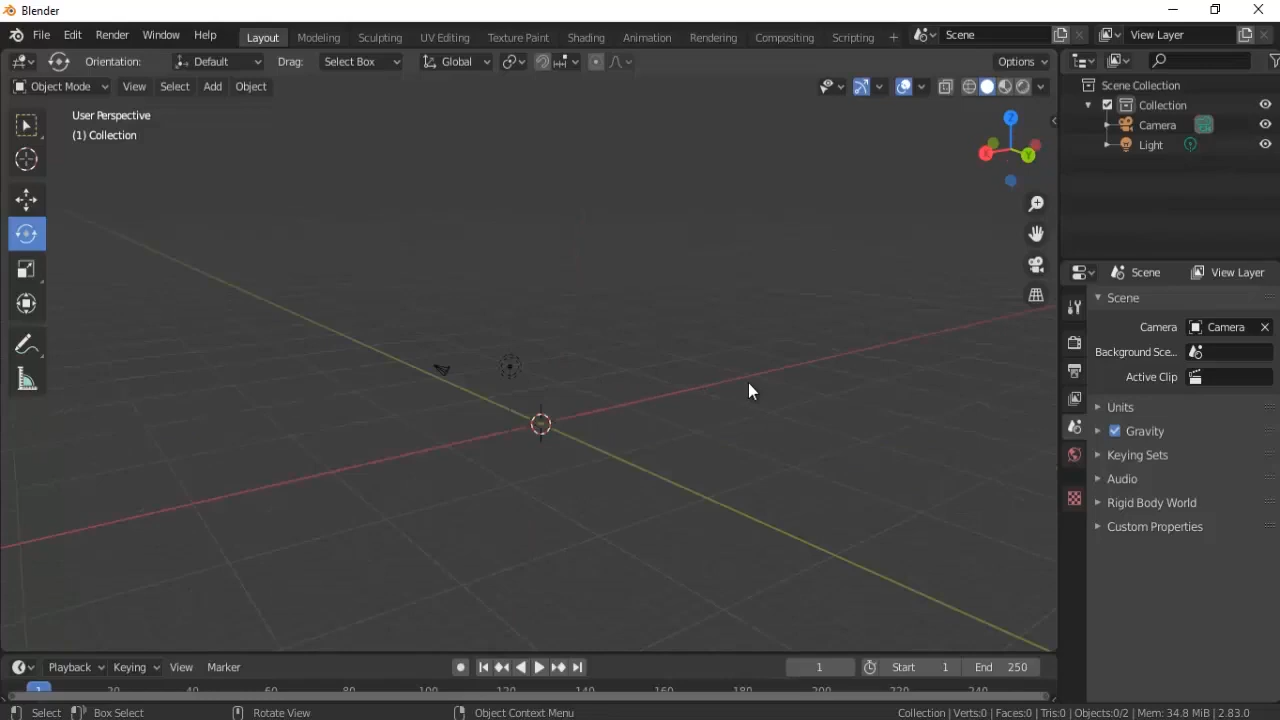 Blender
File Edit Render Window Help Layout Modeling Sculpting UV Editing Texture Paint Shading Animation Rendering Compositing Scripting + Scene View Layer
Orientation: Default Drag: Select Box Global Options
Object Mode View Select Add Object
User Perspective
(1) Collection
Z
X
Y
Scene Collection
Collection
Camera
Light
Scene View Layer
Scene
Camera Camera
Background Sce...
Active Clip
Units
Gravity
Keying Sets
Audio
Rigid Body World
Custom Properties
Playback Keying View Marker 1 Start 1 End 250
1 20 40 60 80 100 120 140 160 180 200 220 240
Select Box Select Rotate View Object Context Menu Collection | Verts:0 | Faces:0 | Tris:0 | Objects:0/2 | Mem: 34.8 MiB | 2.83.0